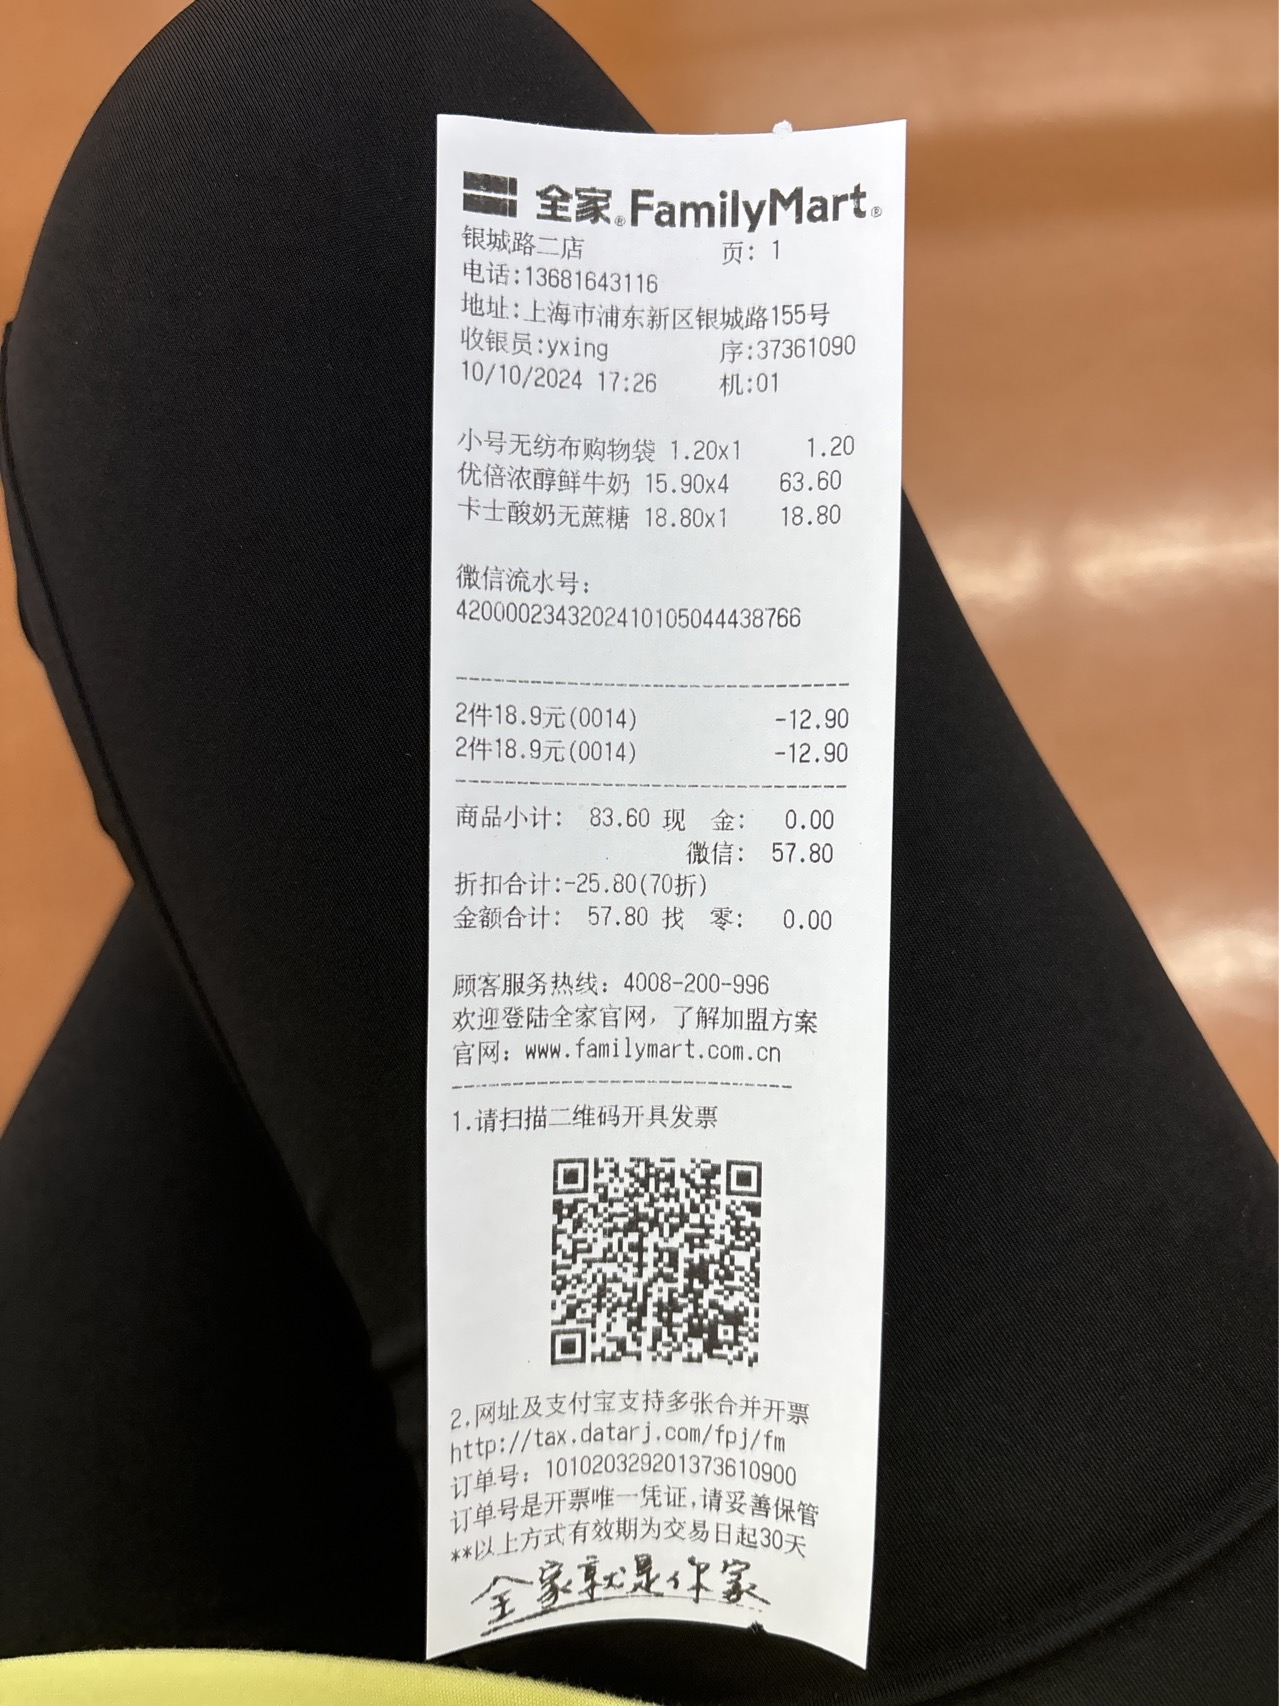 全家® FamilyMart®
银城路二店 页: 1
电话:13681643116
地址:上海市浦东新区银城路155号
收银员:yxing 序:37361090
10/10/2024 17:26 机:01
小号无纺布购物袋 1.20x1 1.20
优倍浓醇鲜牛奶 15.90x4 63.60
卡士酸奶无蔗糖 18.80x1 18.80
微信流水号:
4200002343202410105044438766
2件18.9元(0014) -12.90
2件18.9元(0014) -12.90
商品小计: 83.60 现 金: 0.00
微信: 57.80
折扣合计:-25.80(70折)
金额合计: 57.80 找 零: 0.00
顾客服务热线: 4008-200-996
欢迎登陆全家官网, 了解加盟方案
官网: www.familymart.com.cn
1.请扫描二维码开具发票
2.网址及支付宝支持多张合并开票
http://tax.datarj.com/fpj/fm
订单号: 101020329201373610900
订单号是开票唯一凭证,请妥善保管
**以上方式有效期为交易日起30天
全家就是你家